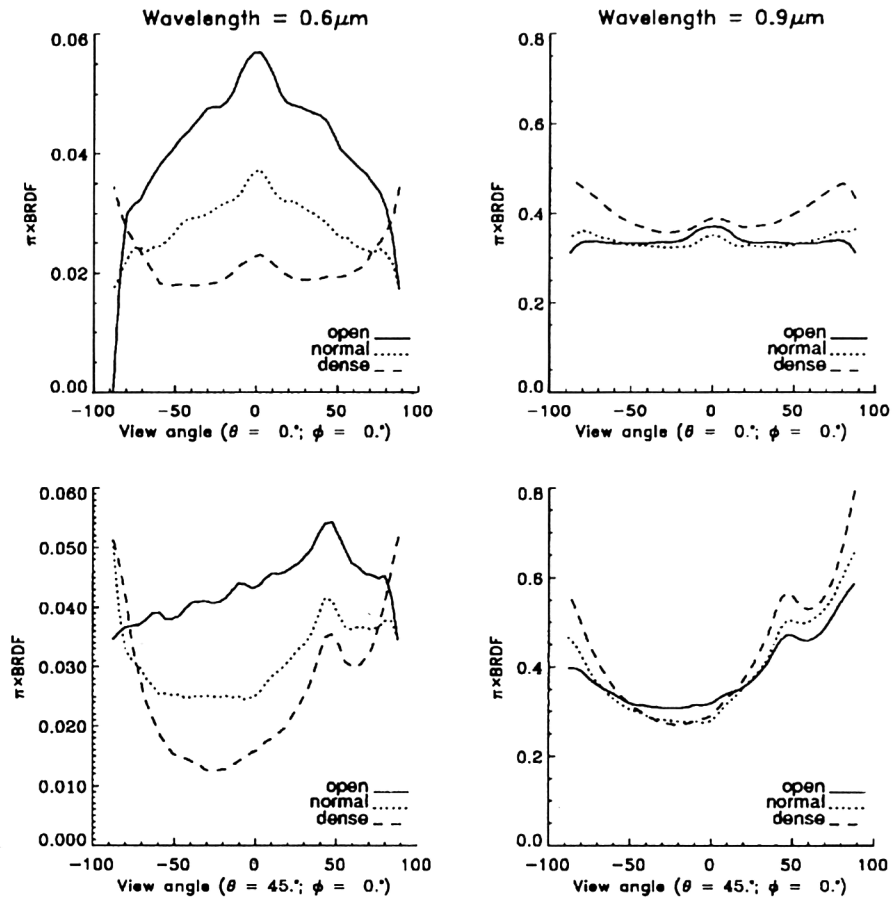 Wavelength = 0.6μm
0.06
0.04
0.02
0.00
π×BRDF
open
normal
dense
-100 -50 0 50 100
View angle (θ = 0.°; ϕ = 0.°)
Wavelength = 0.9μm
0.8
0.6
0.4
0.2
0.0
π×BRDF
open
normal
dense
-100 -50 0 50 100
View angle (θ = 0.°; ϕ = 0.°)
0.060
0.050
0.040
0.030
0.020
0.010
0.000
π×BRDF
open
normal
dense
-100 -50 0 50 100
View angle (θ = 45.°; ϕ = 0.°)
0.8
0.6
0.4
0.2
0.0
π×BRDF
open
normal
dense
-100 -50 0 50 100
View angle (θ = 45.°; ϕ = 0.°)